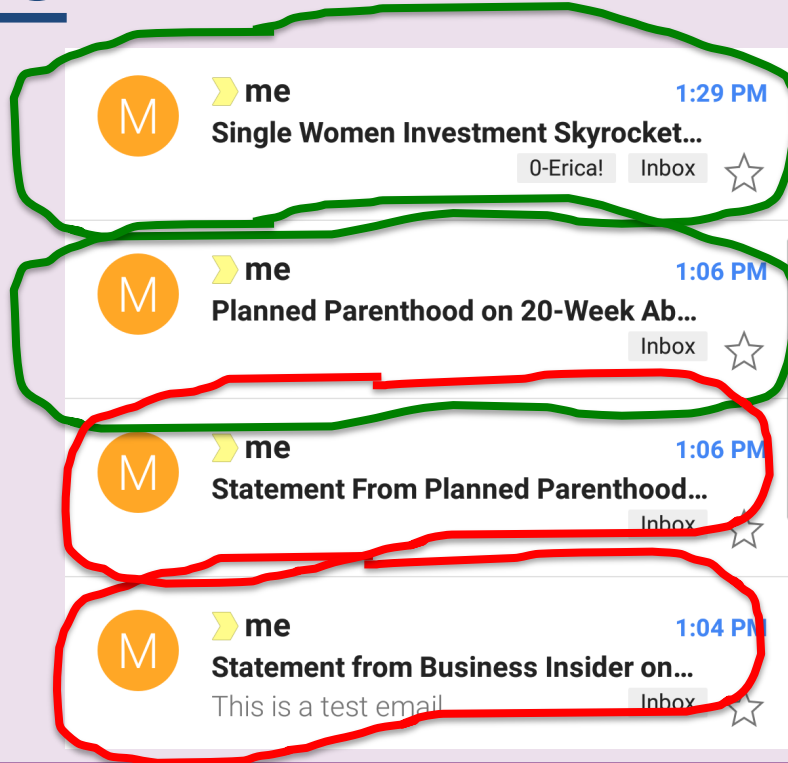 M
me
1:29 PM
Single Women Investment Skyrocket...
0-Erica! Inbox
M
me
1:06 PM
Planned Parenthood on 20-Week Ab...
Inbox
M
me
1:06 PM
Statement From Planned Parenthood...
Inbox
M
me
1:04 PM
Statement from Business Insider on...
This is a test email
Inbox